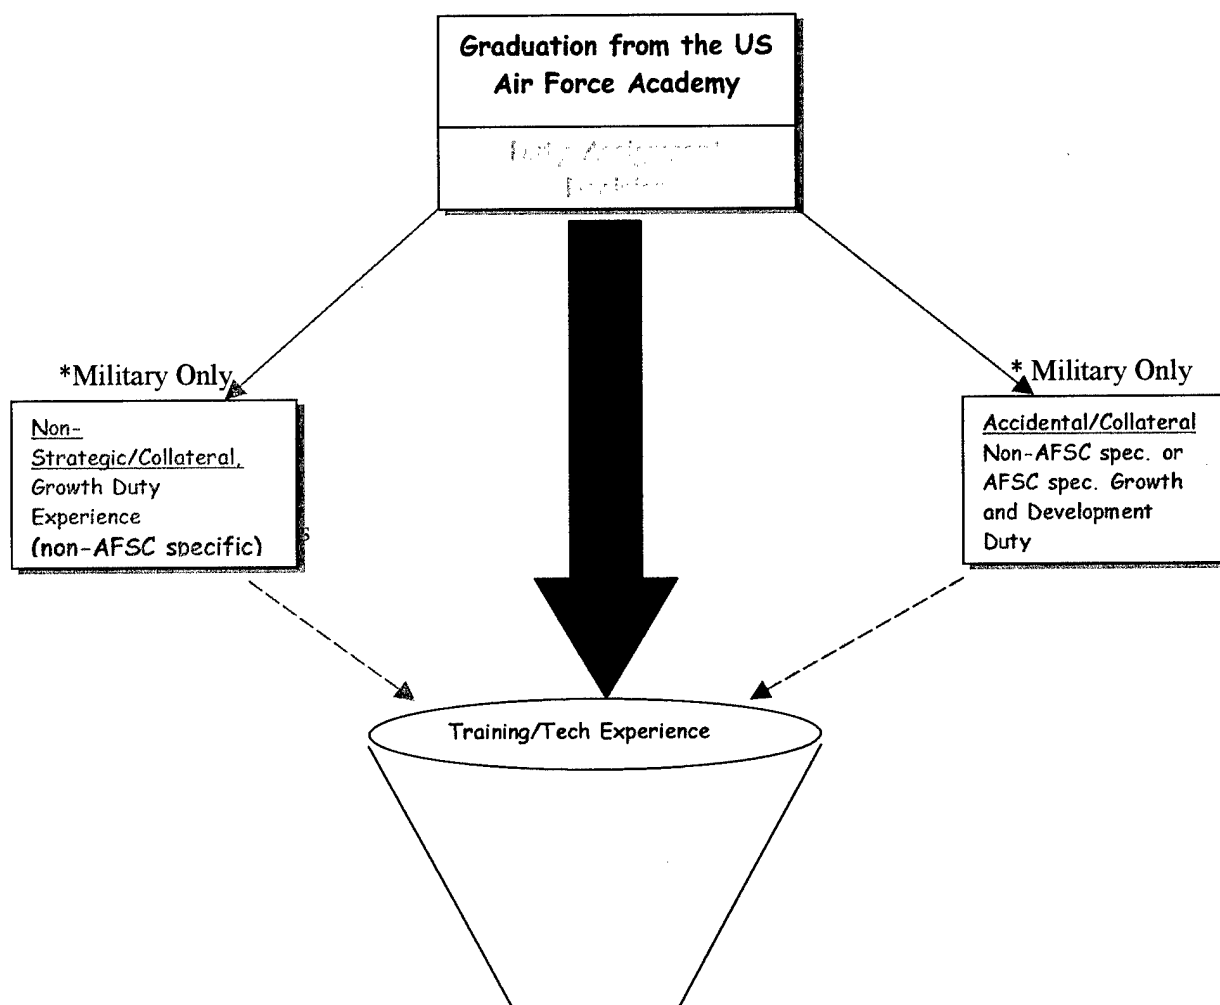 Graduation from the US
Air Force Academy
*Military Only
* Military Only
Non-
Strategic/Collateral,
Growth Duty
Experience
(non-AFSC specific)
s
Accidental/Collateral
Non-AFSC spec. or
AFSC spec. Growth
and Development
Duty
Training/Tech Experience